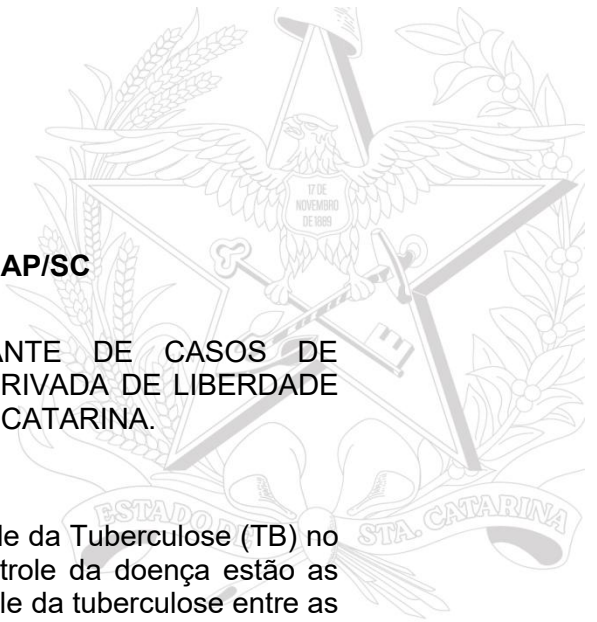 17 DE
NOVEMBRO
DE 1889
AP/SC
ANTE DE CASOS DE
RIVADA DE LIBERDADE
CATARINA.
ESTADO DE STA. CATARINA
le da Tuberculose (TB) no
trole da doença estão as
le da tuberculose entre as